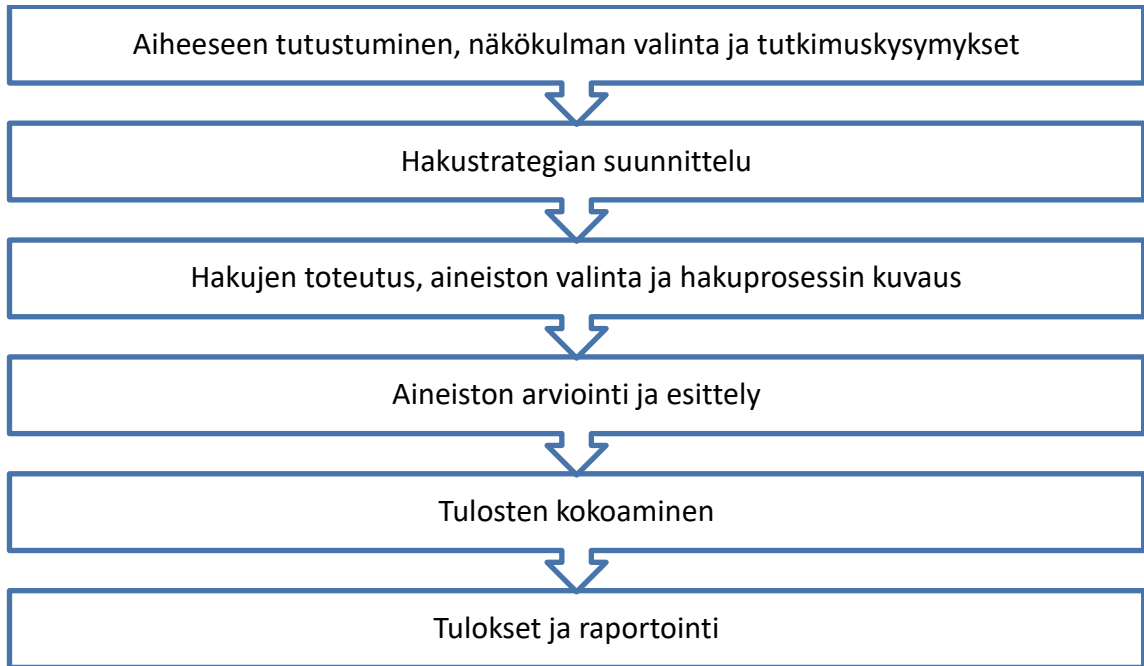 Aiheeseen tutustuminen, näkökulman valinta ja tutkimuskysymykset
Hakustrategian suunnittelu
Hakujen toteutus, aineiston valinta ja hakuprosessin kuvaus
Aineiston arviointi ja esittely
Tulosten kokoaminen
Tulokset ja raportointi